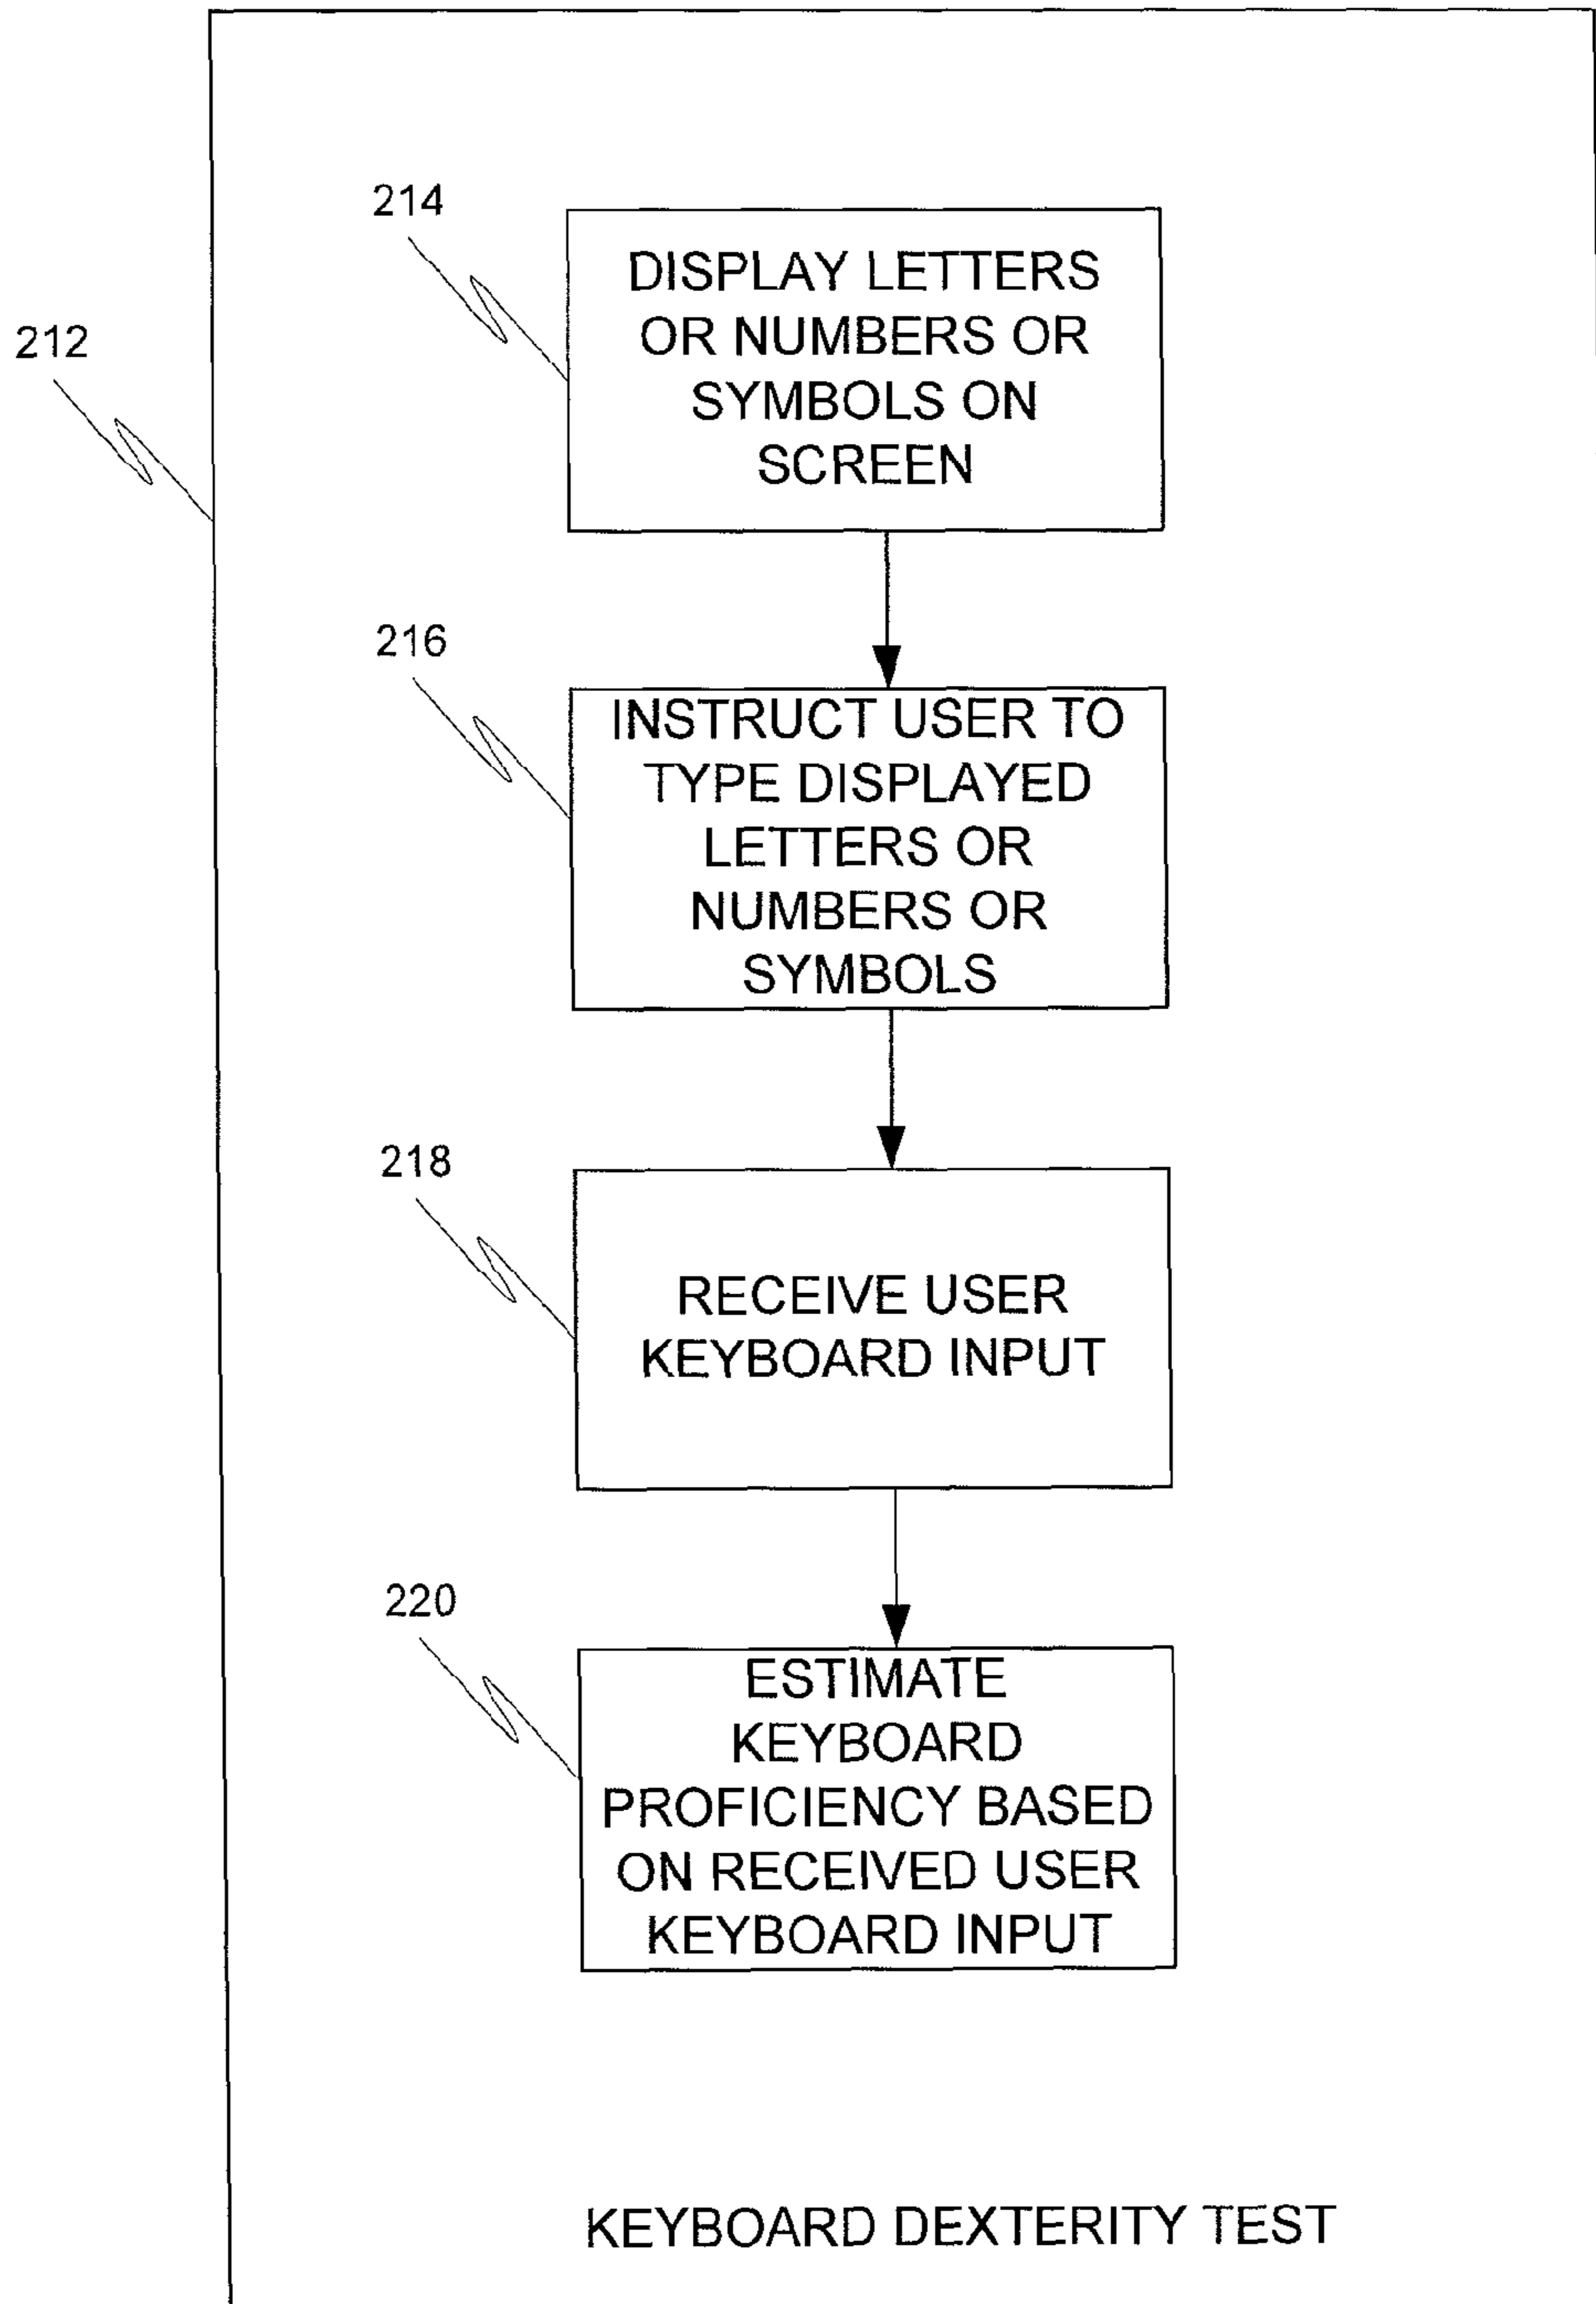 214
DISPLAY LETTERS
OR NUMBERS OR
SYMBOLS ON
SCREEN
212
216
INSTRUCT USER TO
TYPE DISPLAYED
LETTERS OR
NUMBERS OR
SYMBOLS
218
RECEIVE USER
KEYBOARD INPUT
220
ESTIMATE
KEYBOARD
PROFICIENCY BASED
ON RECEIVED USER
KEYBOARD INPUT
KEYBOARD DEXTERITY TEST